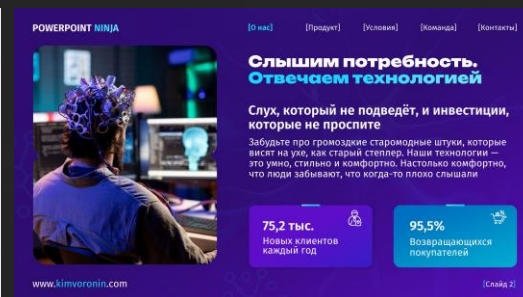 POWERPOINT NINJA
[О нас] [Продукт] [Условия] [Команда] [Контакты]
Слышим потребность.
Отвечаем технологией
Слух, который не подведёт, и инвестиции,
которые не проспите
Забудьте про громоздкие старомодные штуки, которые
висят на ухе, как старый степлер. Наши технологии —
это умно, стильно и комфортно. Настолько комфортно,
что люди забывают, что когда-то плохо слышали
75,2 тыс.
Новых клиентов
каждый год
95,5%
Возвращающихся
покупателей
www.kimvoronin.com
[Слайд 2]